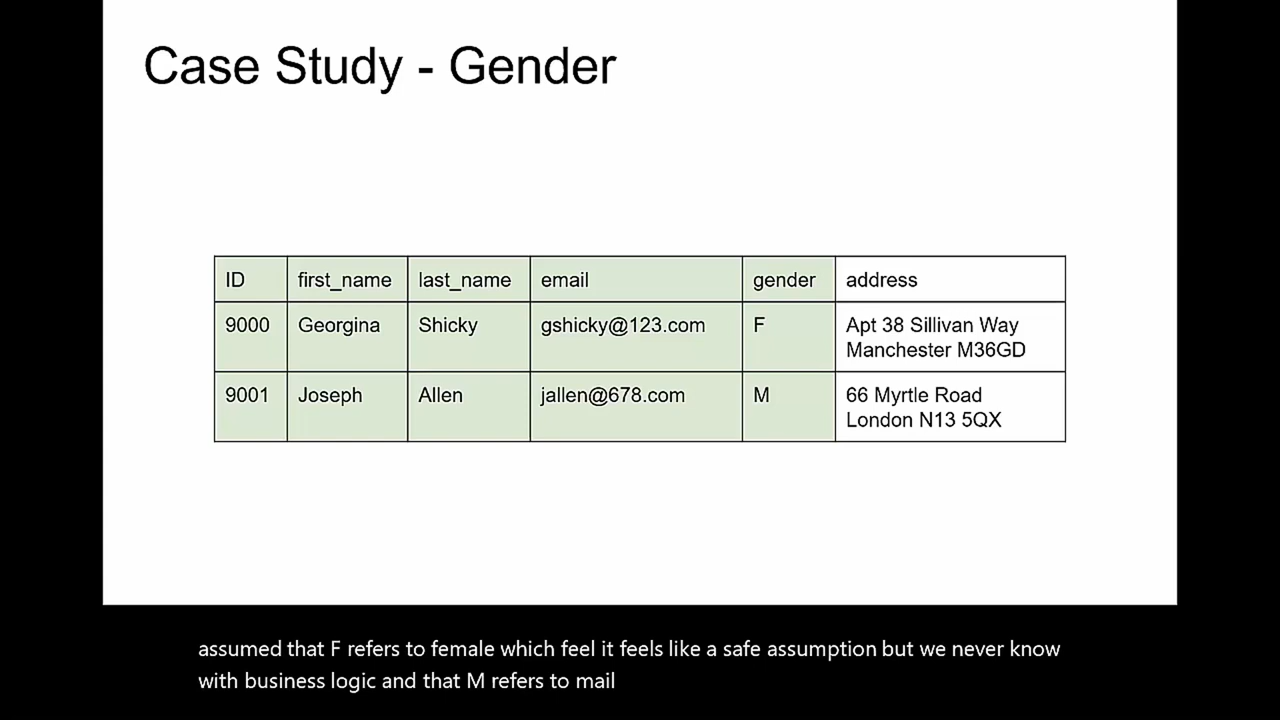 Case Study - Gender
ID first_name last_name email gender address
9000 Georgina Shicky gshicky@123.com F Apt 38 Sillivan Way
Manchester M36GD
9001 Joseph Allen jallen@678.com M 66 Myrtle Road
London N13 5QX
assumed that F refers to female which feel it feels like a safe assumption but we never know
with business logic and that M refers to mail